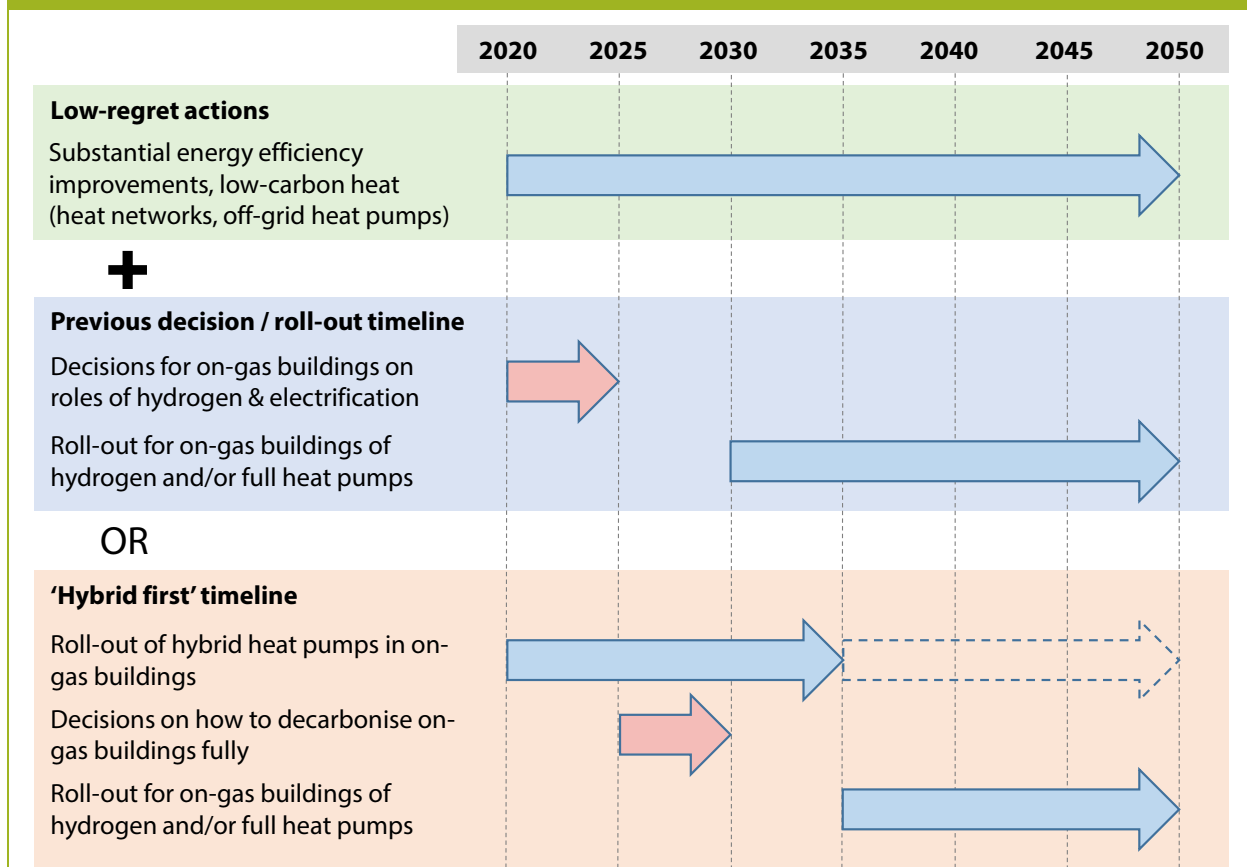 2020 2025 2030 2035 2040 2045 2050
Low-regret actions
Substantial energy efficiency
improvements, low-carbon heat
(heat networks, off-grid heat pumps)
+
Previous decision / roll-out timeline
Decisions for on-gas buildings on
roles of hydrogen & electrification
Roll-out for on-gas buildings of
hydrogen and/or full heat pumps
OR
‘Hybrid first’ timeline
Roll-out of hybrid heat pumps in on-
gas buildings
Decisions on how to decarbonise on-
gas buildings fully
Roll-out for on-gas buildings of
hydrogen and/or full heat pumps